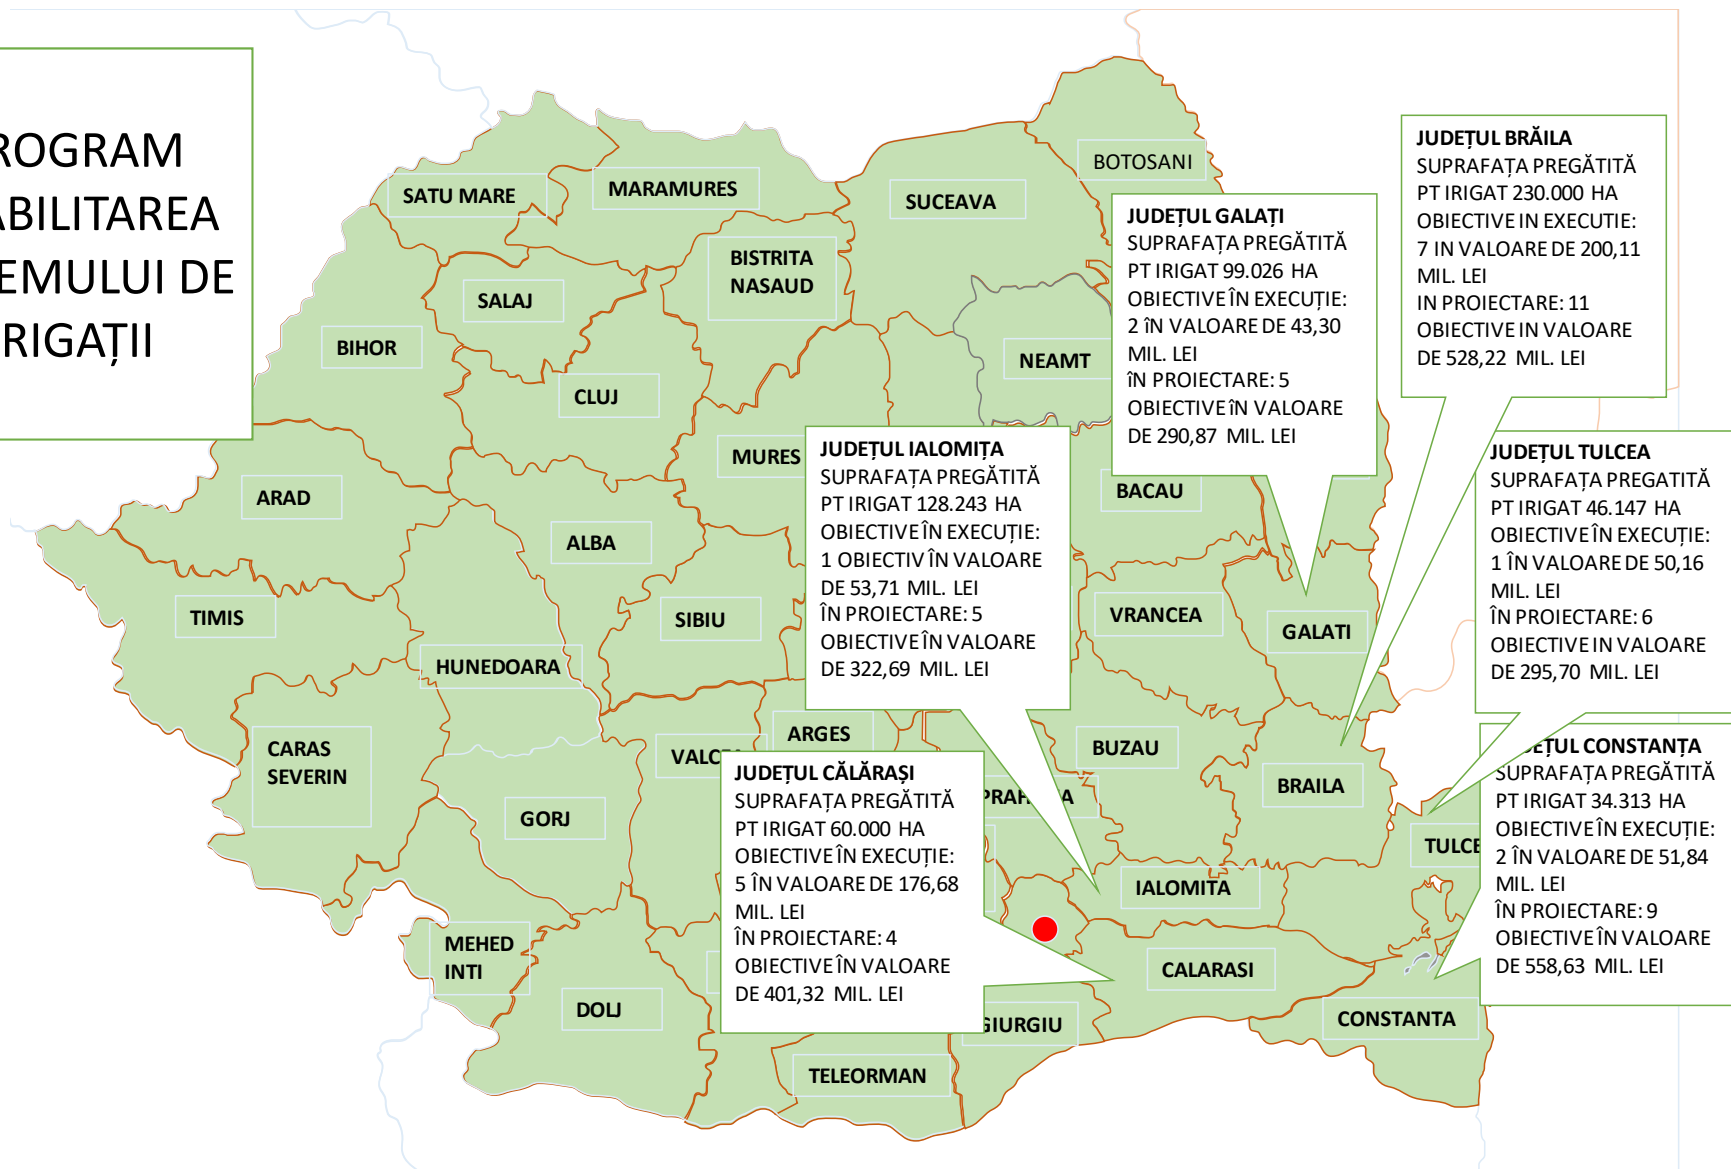 ROGRAM
ABILITAREA
EMULUI DE
RIGAȚII
SATU MARE
MARAMURES
SUCEAVA
BOTOSANI
BISTRITA
NASAUD
SALAJ
BIHOR
CLUJ
NEAMT
MURES
ARAD
ALBA
BACAU
TIMIS
SIBIU
VRANCEA
GALATI
HUNEDOARA
CARAS
SEVERIN
ARGES
BUZAU
BRAILA
GORJ
IALOMITA
MEHED
INTI
CALARASI
DOLJ
GIURGIU
CONSTANTA
TELEORMAN
JUDEȚUL GALAȚI
SUPRAFAȚA PREGĂTITĂ
PT IRIGAT 99.026 HA
OBIECTIVE ÎN EXECUȚIE:
2 ÎN VALOARE DE 43,30
MIL. LEI
ÎN PROIECTARE: 5
OBIECTIVE ÎN VALOARE
DE 290,87 MIL. LEI
JUDEȚUL BRĂILA
SUPRAFAȚA PREGĂTITĂ
PT IRIGAT 230.000 HA
OBIECTIVE IN EXECUTIE:
7 IN VALOARE DE 200,11
MIL. LEI
IN PROIECTARE: 11
OBIECTIVE IN VALOARE
DE 528,22 MIL. LEI
JUDEȚUL IALOMIȚA
SUPRAFAȚA PREGĂTITĂ
PT IRIGAT 128.243 HA
OBIECTIVE ÎN EXECUȚIE:
1 OBIECTIV ÎN VALOARE
DE 53,71 MIL. LEI
ÎN PROIECTARE: 5
OBIECTIVE ÎN VALOARE
DE 322,69 MIL. LEI
JUDEȚUL TULCEA
SUPRAFAȚA PREGATITĂ
PT IRIGAT 46.147 HA
OBIECTIVE ÎN EXECUȚIE:
1 ÎN VALOARE DE 50,16
MIL. LEI
ÎN PROIECTARE: 6
OBIECTIVE IN VALOARE
DE 295,70 MIL. LEI
JUDEȚUL CĂLĂRAȘI
SUPRAFAȚA PREGĂTITĂ
PT IRIGAT 60.000 HA
OBIECTIVE ÎN EXECUȚIE:
5 ÎN VALOARE DE 176,68
MIL. LEI
ÎN PROIECTARE: 4
OBIECTIVE ÎN VALOARE
DE 401,32 MIL. LEI
EȚUL CONSTANȚA
SUPRAFAȚA PREGĂTITĂ
PT IRIGAT 34.313 HA
OBIECTIVE ÎN EXECUȚIE:
2 ÎN VALOARE DE 51,84
MIL. LEI
ÎN PROIECTARE: 9
OBIECTIVE ÎN VALOARE
DE 558,63 MIL. LEI
TULCE